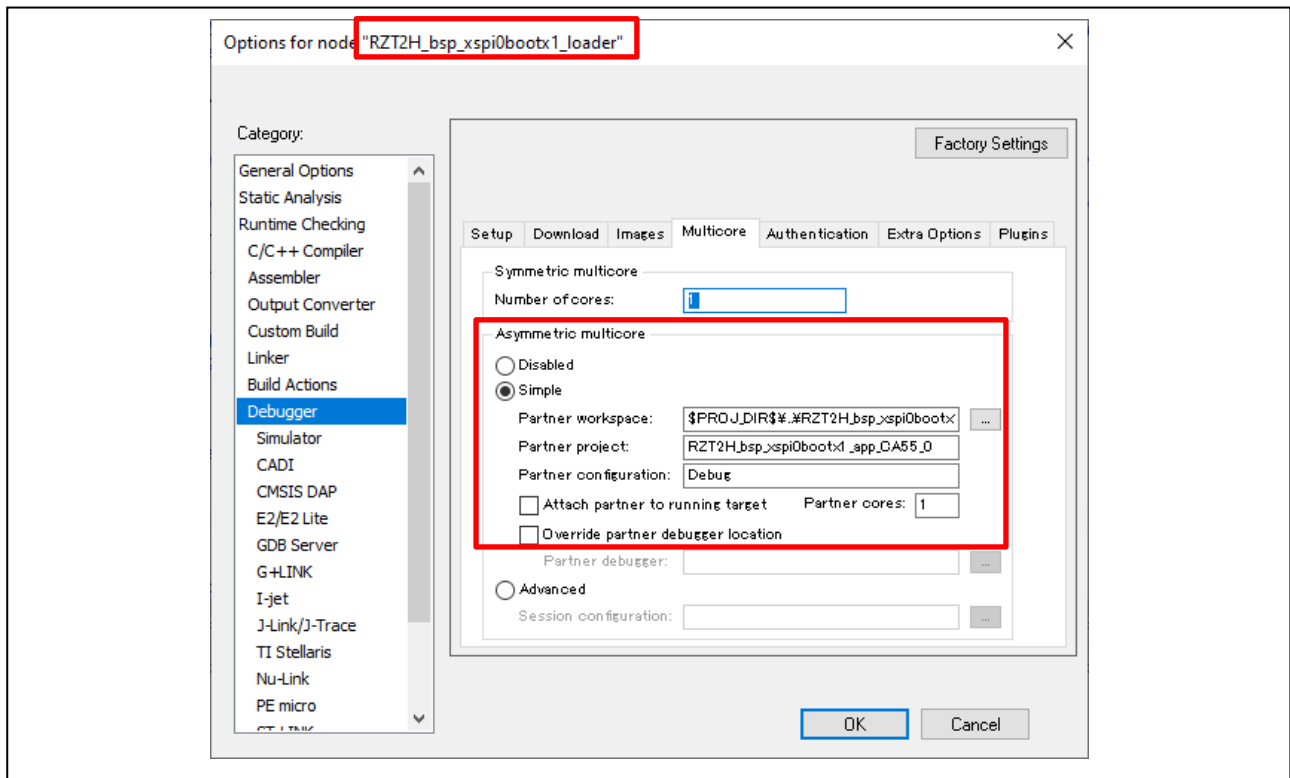 Options for node "RZT2H_bsp_xspi0bootx1_loader"
Category:
Factory Settings
General Options
Static Analysis
Runtime Checking
C/C++ Compiler
Assembler
Output Converter
Custom Build
Linker
Build Actions
Debugger
Simulator
CADI
CMSIS DAP
E2/E2 Lite
GDB Server
G+LINK
I-jet
J-Link/J-Trace
TI Stellaris
Nu-Link
PE micro
ST-LINK
Setup Download Images Multicore Authentication Extra Options Plugins
Symmetric multicore
Number of cores: 1
Asymmetric multicore
Disabled
Simple
Partner workspace: $PROJ_DIR$¥..¥RZT2H_bsp_xspi0bootx ...
Partner project: RZT2H_bsp_xspi0bootx1_app_CA55_0
Partner configuration: Debug
Attach partner to running target Partner cores: 1
Override partner debugger location
Partner debugger: ...
Advanced
Session configuration: ...
OK Cancel